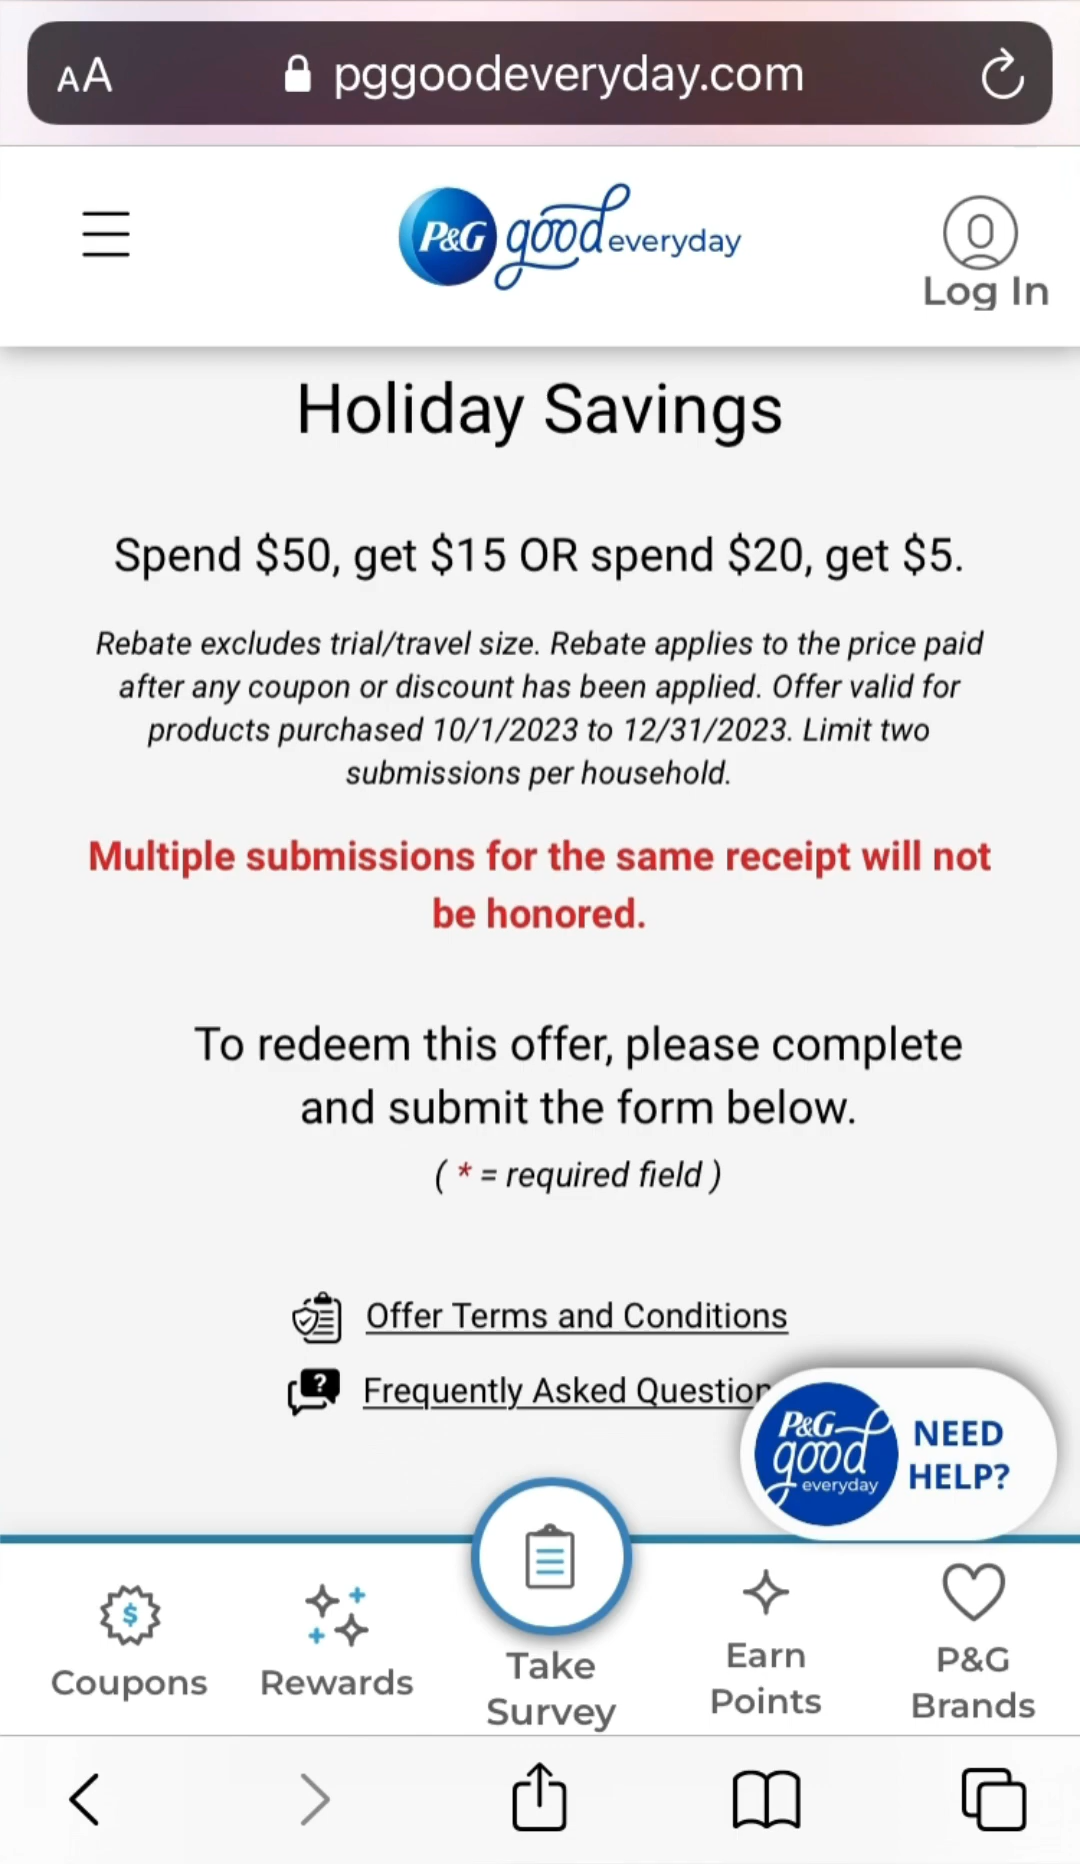 AA
pggoodeveryday.com
P&G good everyday
Log In
Holiday Savings
Spend $50, get $15 OR spend $20, get $5.
Rebate excludes trial/travel size. Rebate applies to the price paid
after any coupon or discount has been applied. Offer valid for
products purchased 10/1/2023 to 12/31/2023. Limit two
submissions per household.
Multiple submissions for the same receipt will not
be honored.
To redeem this offer, please complete
and submit the form below.
( * = required field )
Offer Terms and Conditions
Frequently Asked Question
P&G
good
everyday
NEED
HELP?
Coupons
Rewards
Take
Survey
Earn
Points
P&G
Brands